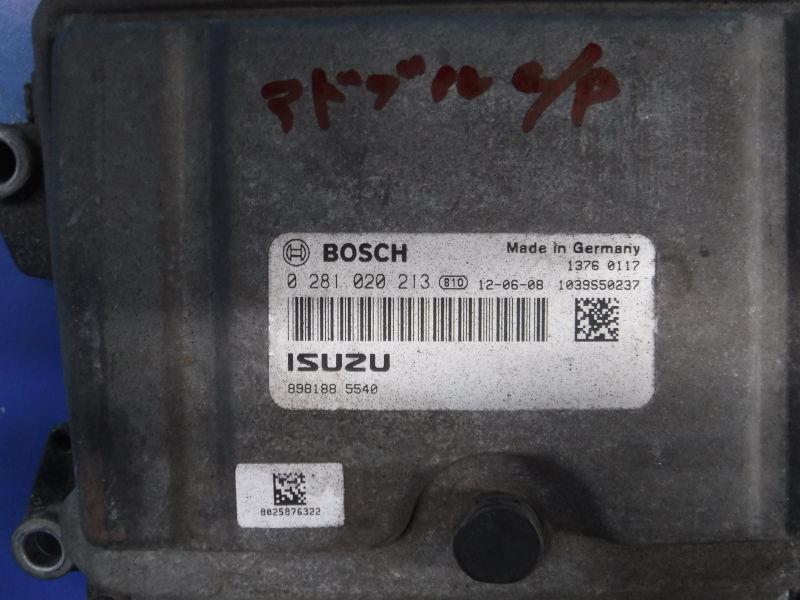 アドブル c/p
BOSCH
Made in Germany
1376 0117
0 281 020 213 810 12-06-08 1039S50237
ISUZU
898188 5540
8025876322